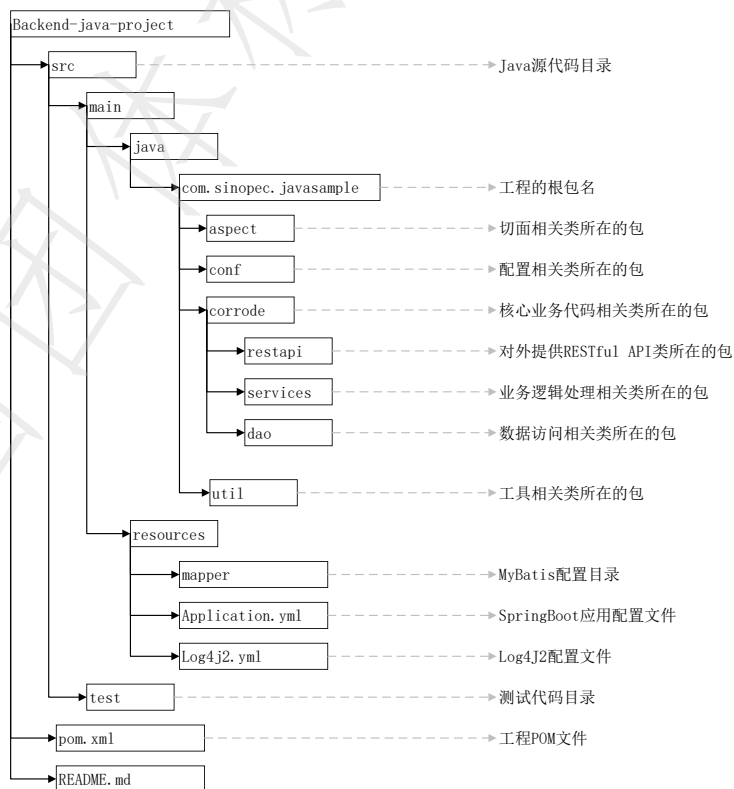 Backend-java-project
src Java源代码目录
main
java
com.sinopec.javasample 工程的根包名
aspect 切面相关类所在的包
conf 配置相关类所在的包
corrode 核心业务代码相关类所在的包
restapi 对外提供RESTful API类所在的包
services 业务逻辑处理相关类所在的包
dao 数据访问相关类所在的包
util 工具相关类所在的包
resources
mapper MyBatis配置目录
Application.yml SpringBoot应用配置文件
Log4j2.yml Log4J2配置文件
test 测试代码目录
pom.xml 工程POM文件
README.md